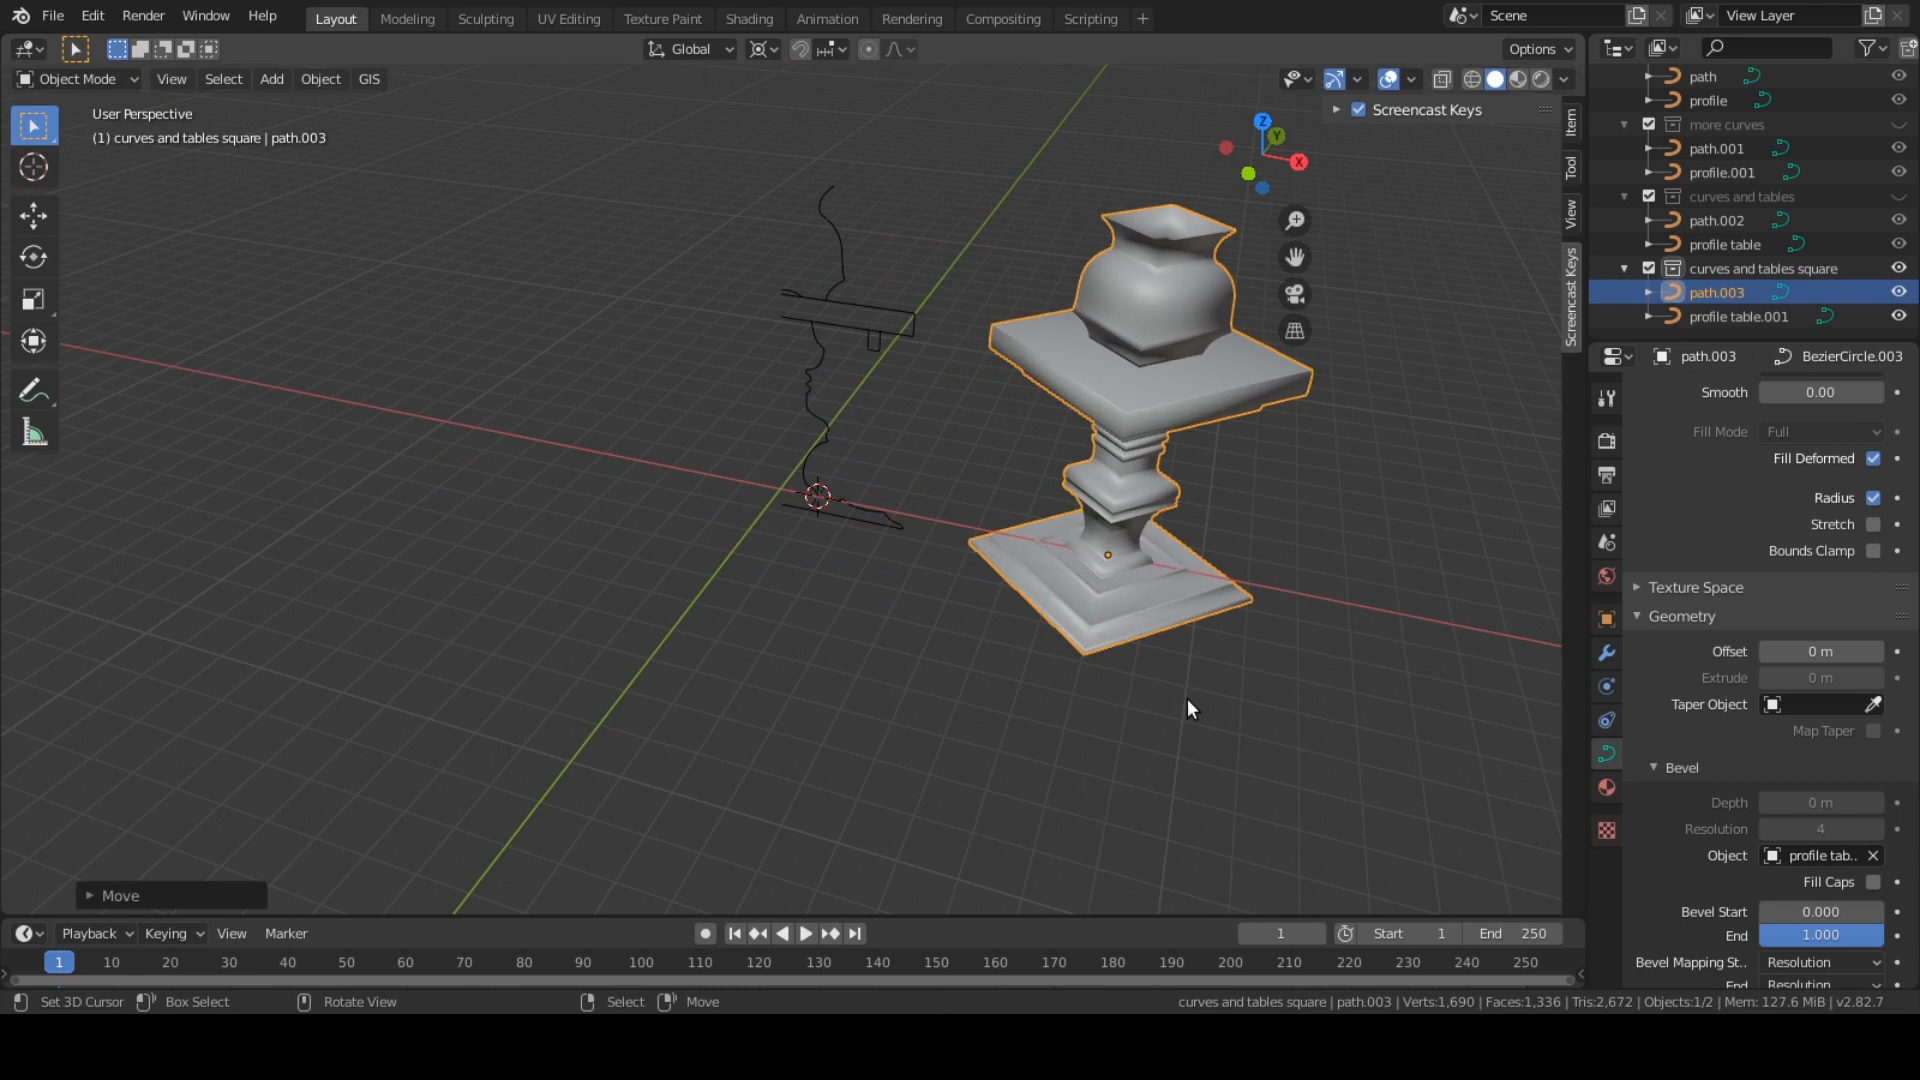 File Edit Render Window Help Layout Modeling Sculpting UV Editing Texture Paint Shading Animation Rendering Compositing Scripting + Scene View Layer
Global Options
Object Mode View Select Add Object GIS
User Perspective
(1) curves and tables square | path.003
Screencast Keys
Z
Y
X
Item
Tool
View
Screencast Keys
path
profile
more curves
path.001
profile.001
curves and tables
path.002
profile table
curves and tables square
path.003
profile table.001
path.003 BezierCircle.003
Smooth 0.00
Fill Mode Full
Fill Deformed
Radius
Stretch
Bounds Clamp
Texture Space
Geometry
Offset 0 m
Extrude 0 m
Taper Object
Map Taper
Bevel
Depth 0 m
Resolution 4
Object profile tab..
Fill Caps
Bevel Start 0.000
End 1.000
Bevel Mapping St.. Resolution
End Resolution
Move
Playback Keying View Marker 1 Start 1 End 250
1 10 20 30 40 50 60 70 80 90 100 110 120 130 140 150 160 170 180 190 200 210 220 230 240 250
Set 3D Cursor Box Select Rotate View Select Move curves and tables square | path.003 | Verts:1,690 | Faces:1,336 | Tris:2,672 | Objects:1/2 | Mem: 127.6 MiB | v2.82.7